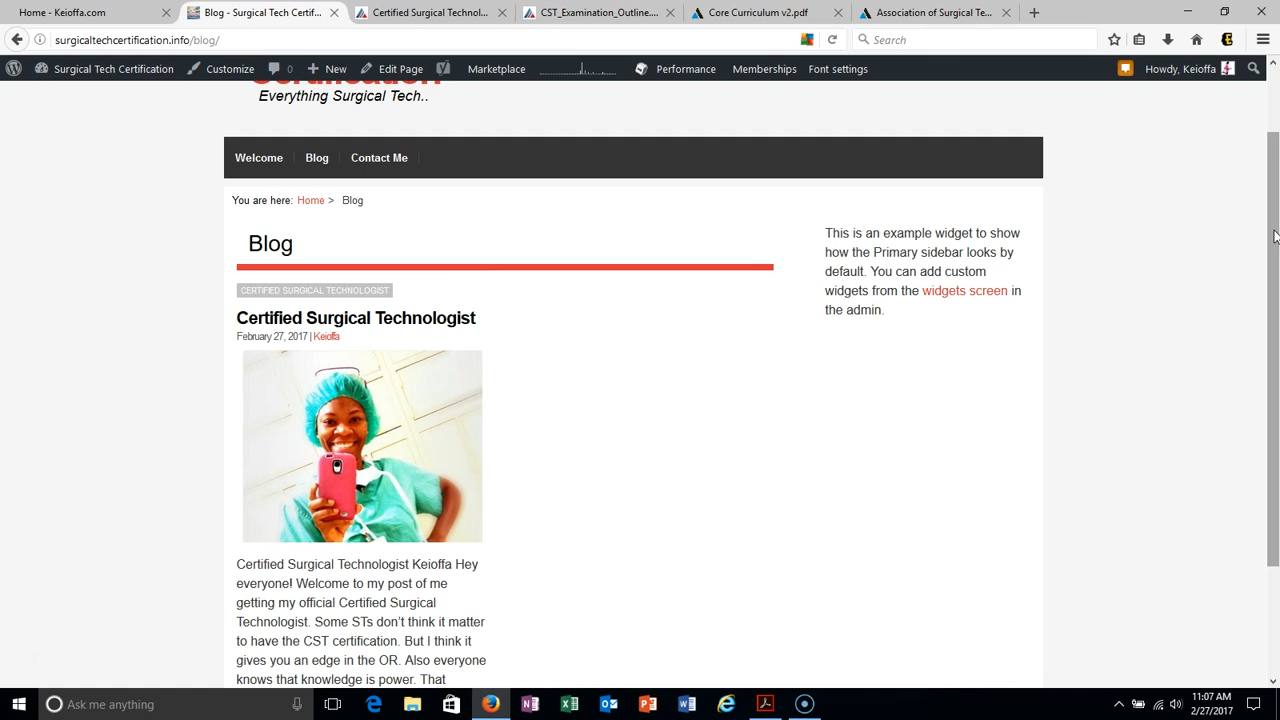 Home - Keioffa.com
Blog - Surgical Tech Certif...
Certified Surgical Technol...
CST_Examination_Outline....
Core Curriculum v2.pdf
Asociation of Surgical Te...
surgicaltechcertification.info/blog/
Search
Surgical Tech Certification
Customize
0
New
Edit Page
Marketplace
Performance
Memberships
Font settings
Howdy, Keioffa
Certification
Everything Surgical Tech..
Welcome
Blog
Contact Me
You are here: Home > Blog
Blog
CERTIFIED SURGICAL TECHNOLOGIST
Certified Surgical Technologist
February 27, 2017 | Keioffa
Certified Surgical Technologist Keioffa Hey
everyone! Welcome to my post of me
getting my official Certified Surgical
Technologist. Some STs don't think it matter
to have the CST certification. But I think it
gives you an edge in the OR. Also everyone
knows that knowledge is power. That
This is an example widget to show
how the Primary sidebar looks by
default. You can add custom
widgets from the widgets screen in
the admin.
Ask me anything
11:07 AM
2/27/2017